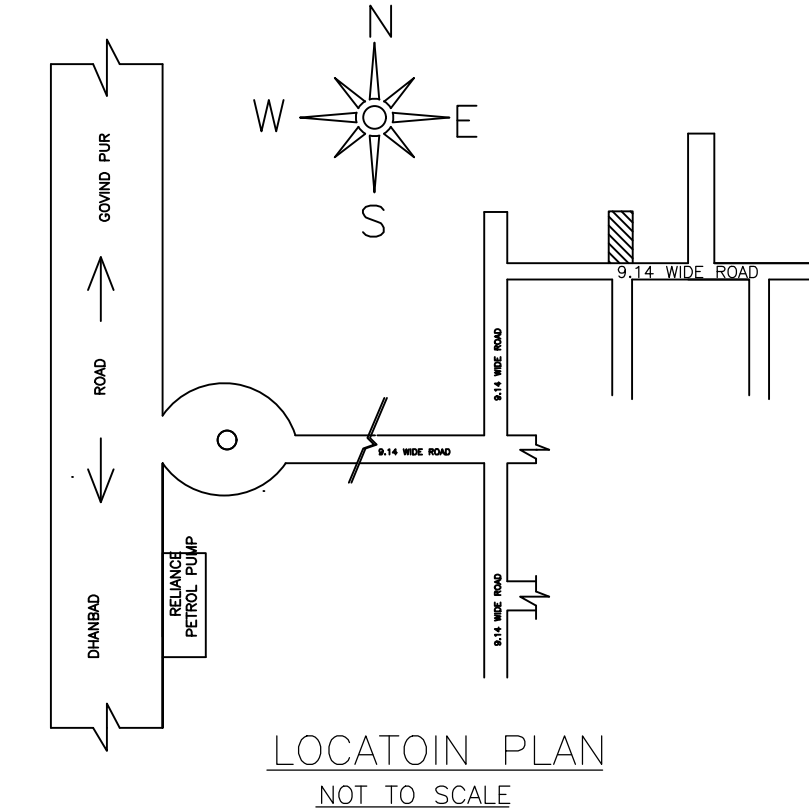 N
W
E
S
GOVIND PUR
ROAD
DHANBAD
RELIANCE
PETROL PUMP
9.14 WIDE ROAD
9.14 WIDE ROAD
9.14 WIDE ROAD
9.14 WIDE ROAD
LOCATOIN PLAN
NOT TO SCALE